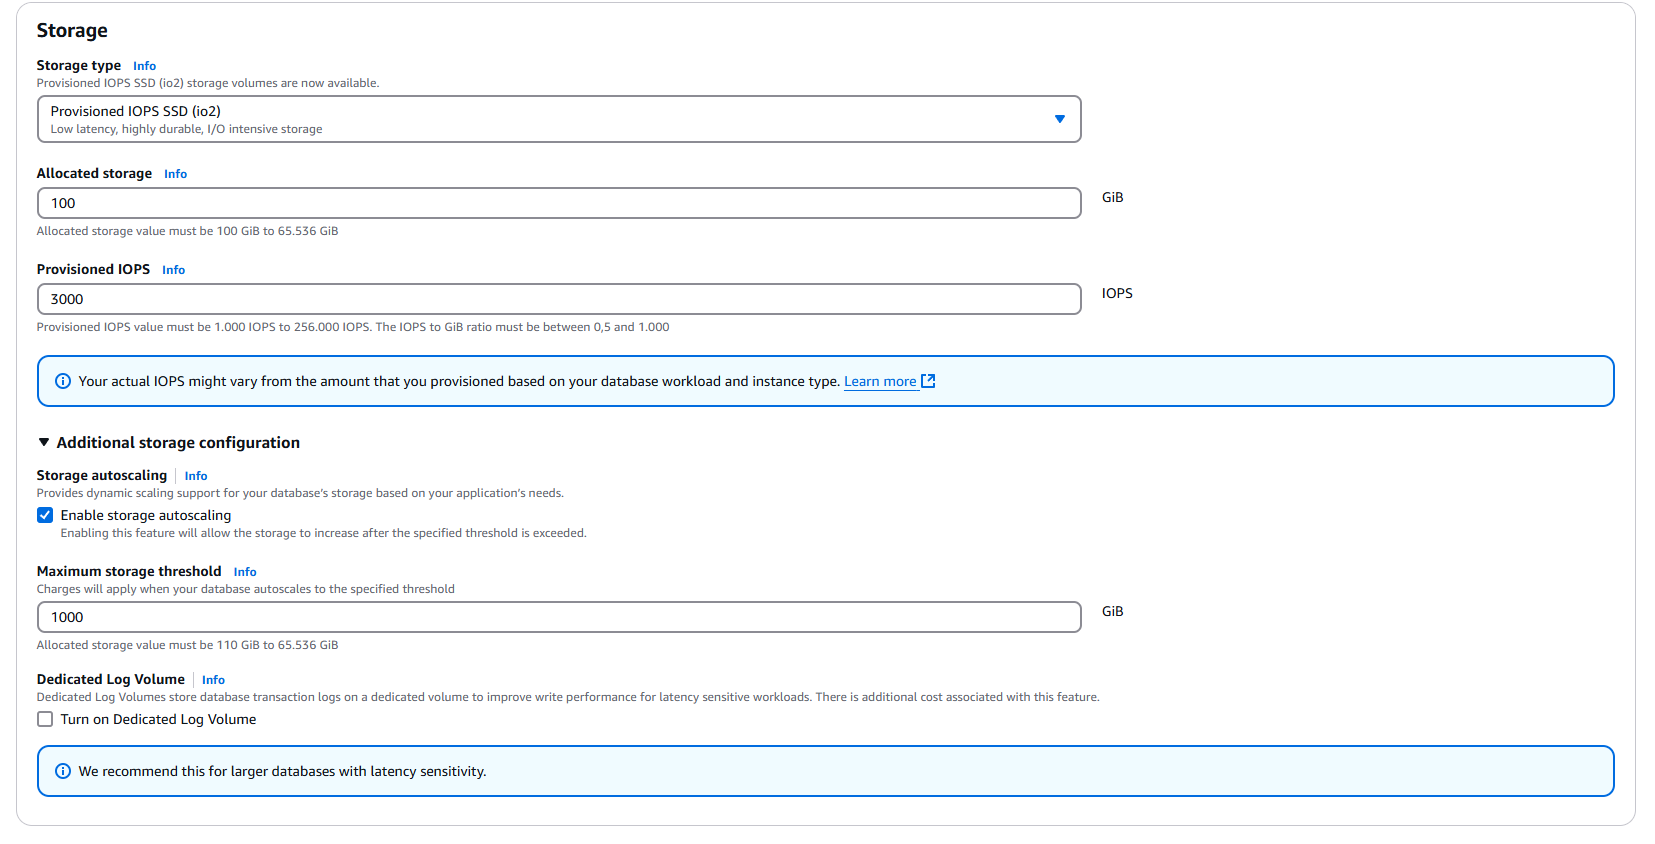 Storage
Storage type Info
Provisioned IOPS SSD (io2) storage volumes are now available.
Provisioned IOPS SSD (io2)
Low latency, highly durable, I/O intensive storage
Allocated storage Info
100 GiB
Allocated storage value must be 100 GiB to 65.536 GiB
Provisioned IOPS Info
3000 IOPS
Provisioned IOPS value must be 1.000 IOPS to 256.000 IOPS. The IOPS to GiB ratio must be between 0,5 and 1.000
Your actual IOPS might vary from the amount that you provisioned based on your database workload and instance type. Learn more
Additional storage configuration
Storage autoscaling Info
Provides dynamic scaling support for your database's storage based on your application's needs.
Enable storage autoscaling
Enabling this feature will allow the storage to increase after the specified threshold is exceeded.
Maximum storage threshold Info
Charges will apply when your database autoscales to the specified threshold
1000 GiB
Allocated storage value must be 110 GiB to 65.536 GiB
Dedicated Log Volume Info
Dedicated Log Volumes store database transaction logs on a dedicated volume to improve write performance for latency sensitive workloads. There is additional cost associated with this feature.
Turn on Dedicated Log Volume
We recommend this for larger databases with latency sensitivity.